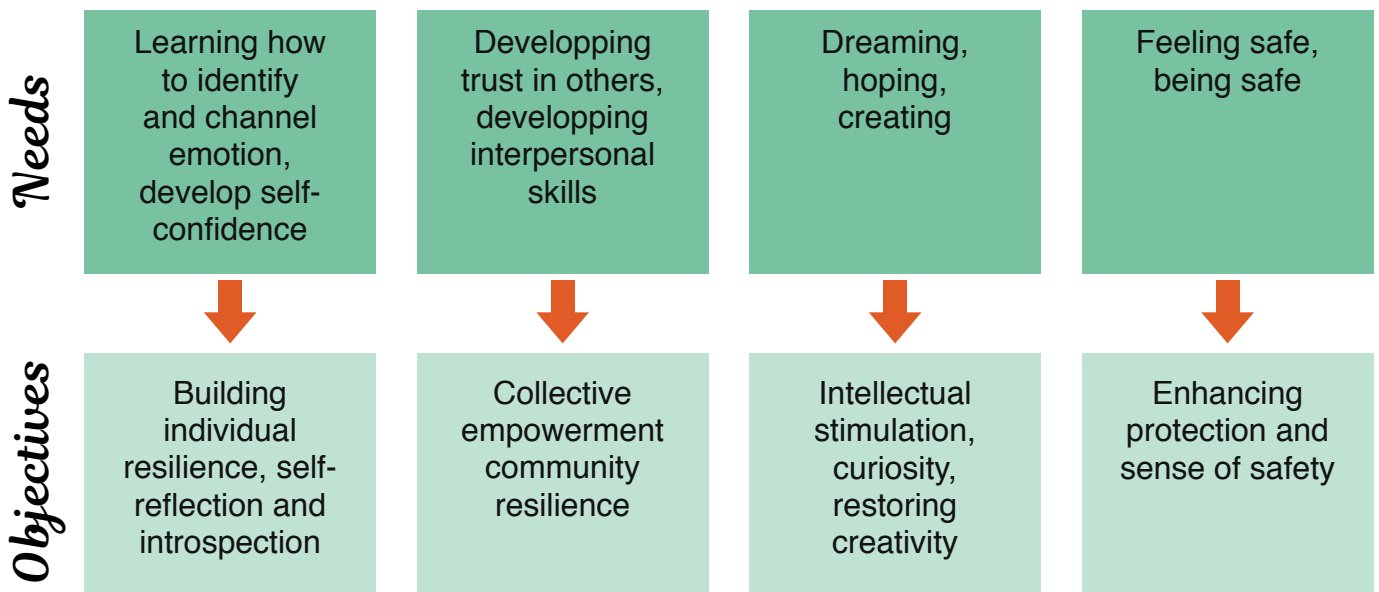 Needs
Learning how
to identify
and channel
emotion,
develop self-
confidence
Developping
trust in others,
developping
interpersonal
skills
Dreaming,
hoping,
creating
Feeling safe,
being safe
Objectives
Building
individual
resilience, self-
reflection and
introspection
Collective
empowerment
community
resilience
Intellectual
stimulation,
curiosity,
restoring
creativity
Enhancing
protection and
sense of safety